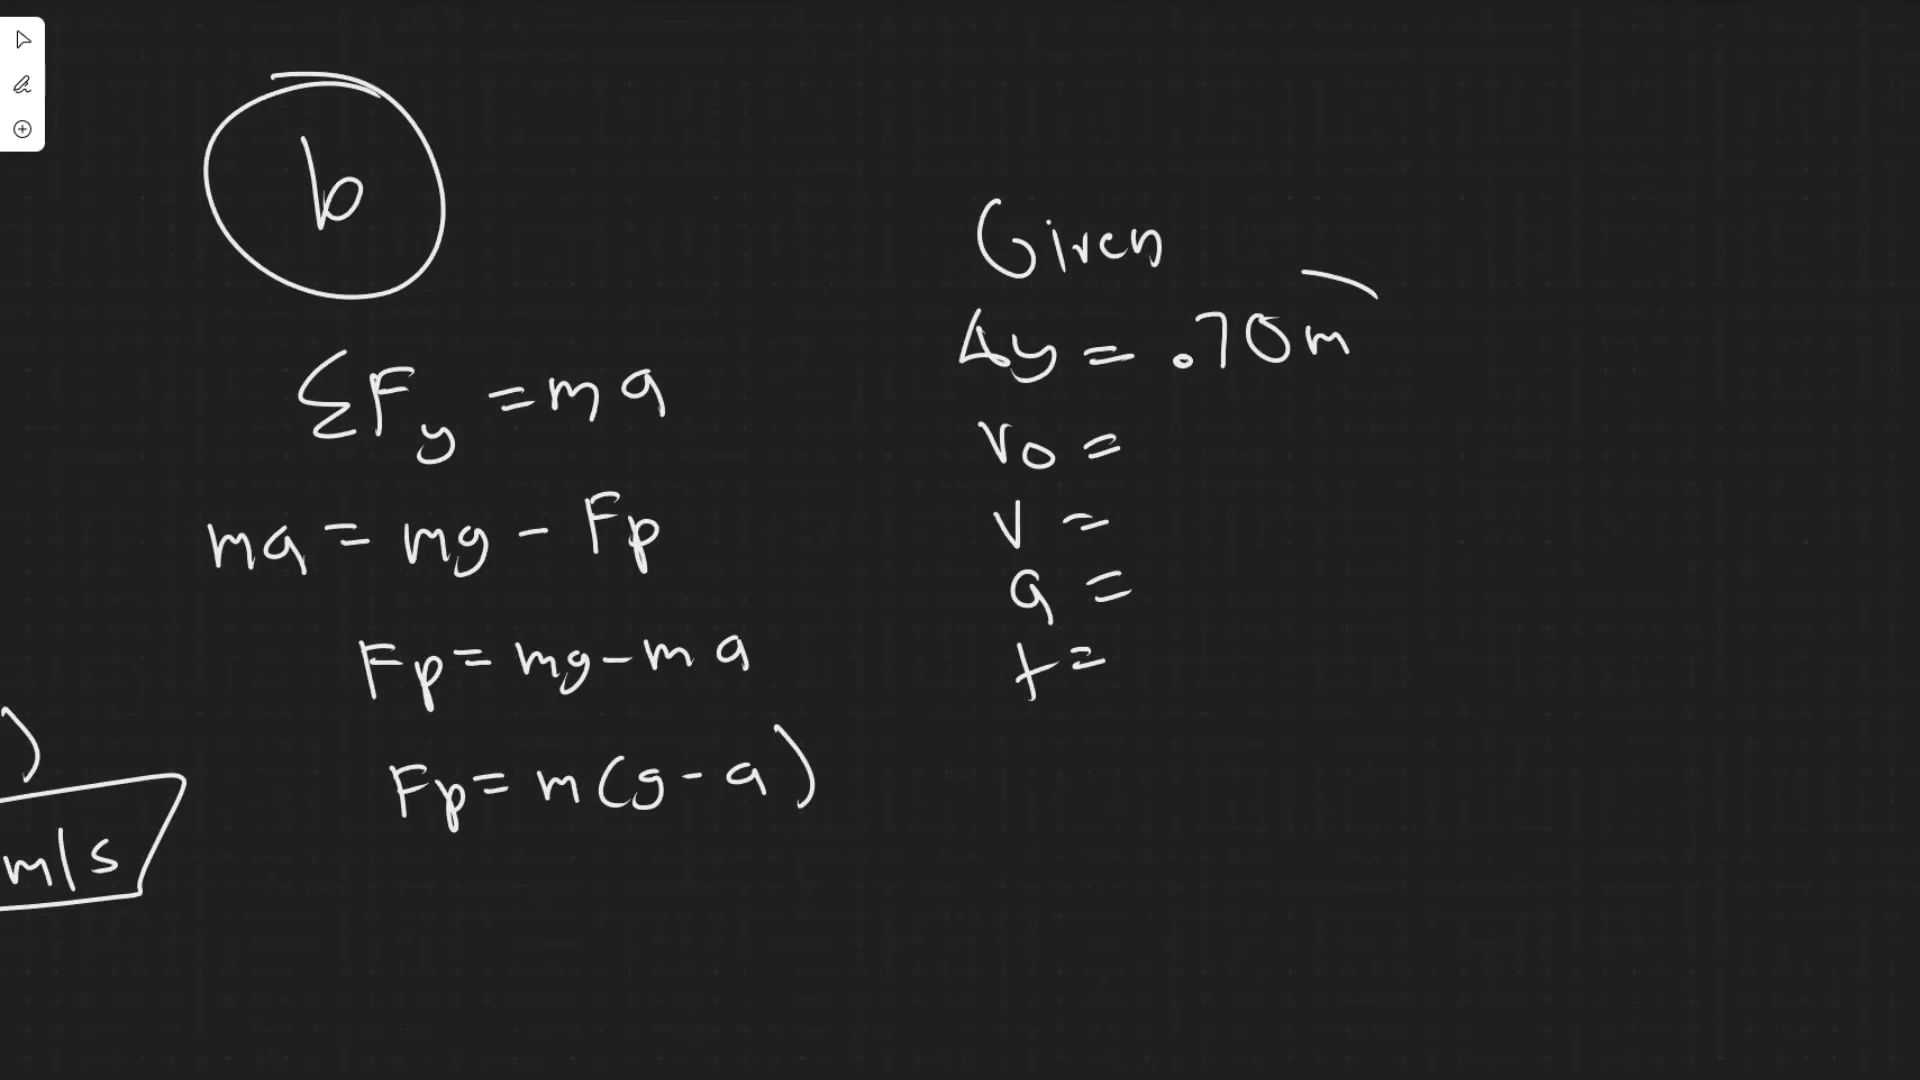 b
ΣFy = ma
ma = mg - Fp
Fp = mg - ma
Fp = m(g - a)
)
m/s
Given
Δy = .70m
v0 =
v =
a =
t =